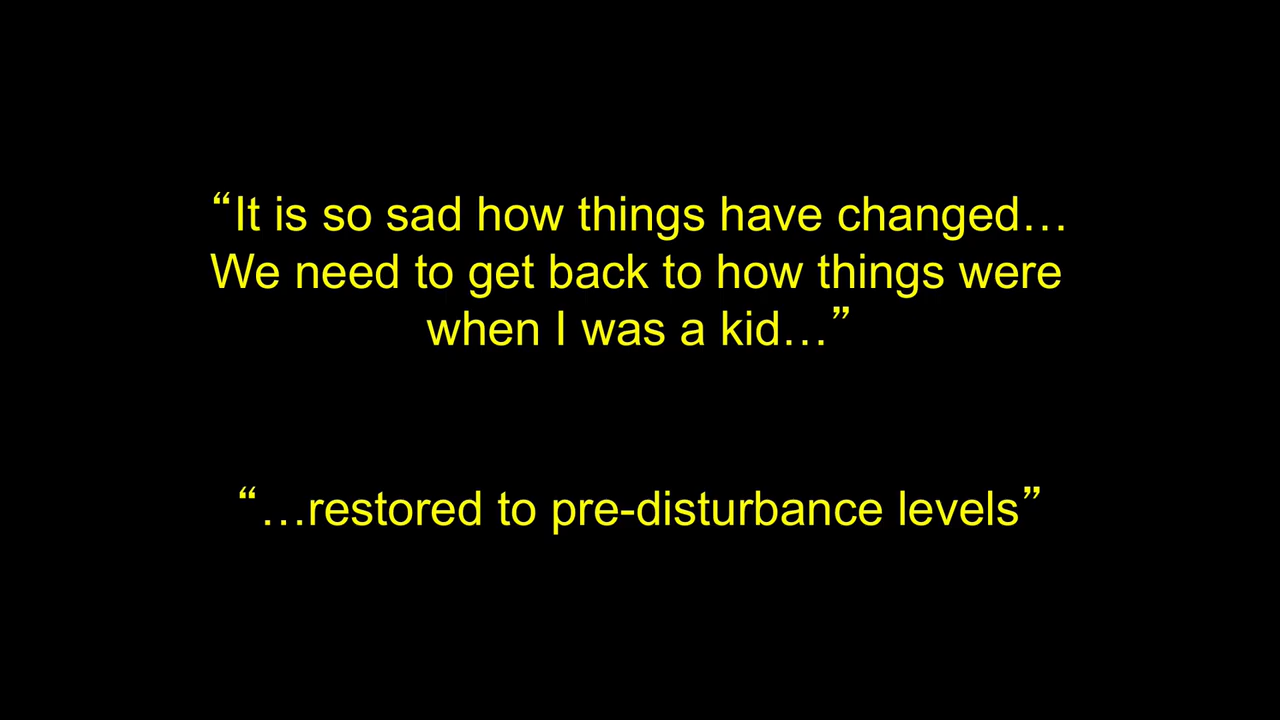 “It is so sad how things have changed…
We need to get back to how things were
when I was a kid…”
“…restored to pre-disturbance levels”